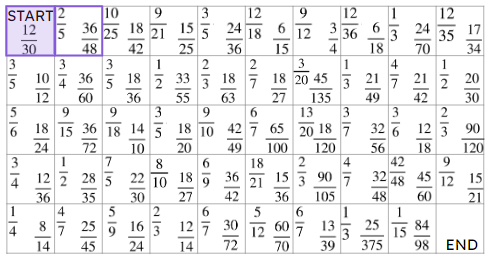 START 12/30 2/5 36/48 10/25 18/42 9/21 15/25 3/5 24/36 12/18 6/15 9/12 3/4 12/36 6/18 1/3 24/70 12/35 17/34
3/5 10/12 3/4 36/60 3/5 18/36 1/2 33/55 2/3 18/63 2/7 18/27 3/20 45/135 1/3 21/49 4/7 21/42 1/2 20/30
5/6 18/24 9/15 36/72 9/18 14/10 3/5 18/20 9/10 42/49 6/7 65/100 13/20 18/120 3/7 32/56 3/6 12/18 2/3 90/120
3/4 12/36 1/2 28/35 7/5 22/30 8/10 18/27 6/9 36/42 18/21 15/36 2/3 90/105 4/7 32/48 42/48 45/60 9/12 15/21
1/4 8/14 4/7 25/45 5/9 16/24 2/3 12/14 6/7 30/72 5/12 60/70 6/7 13/39 1/3 25/375 1/15 84/98 END